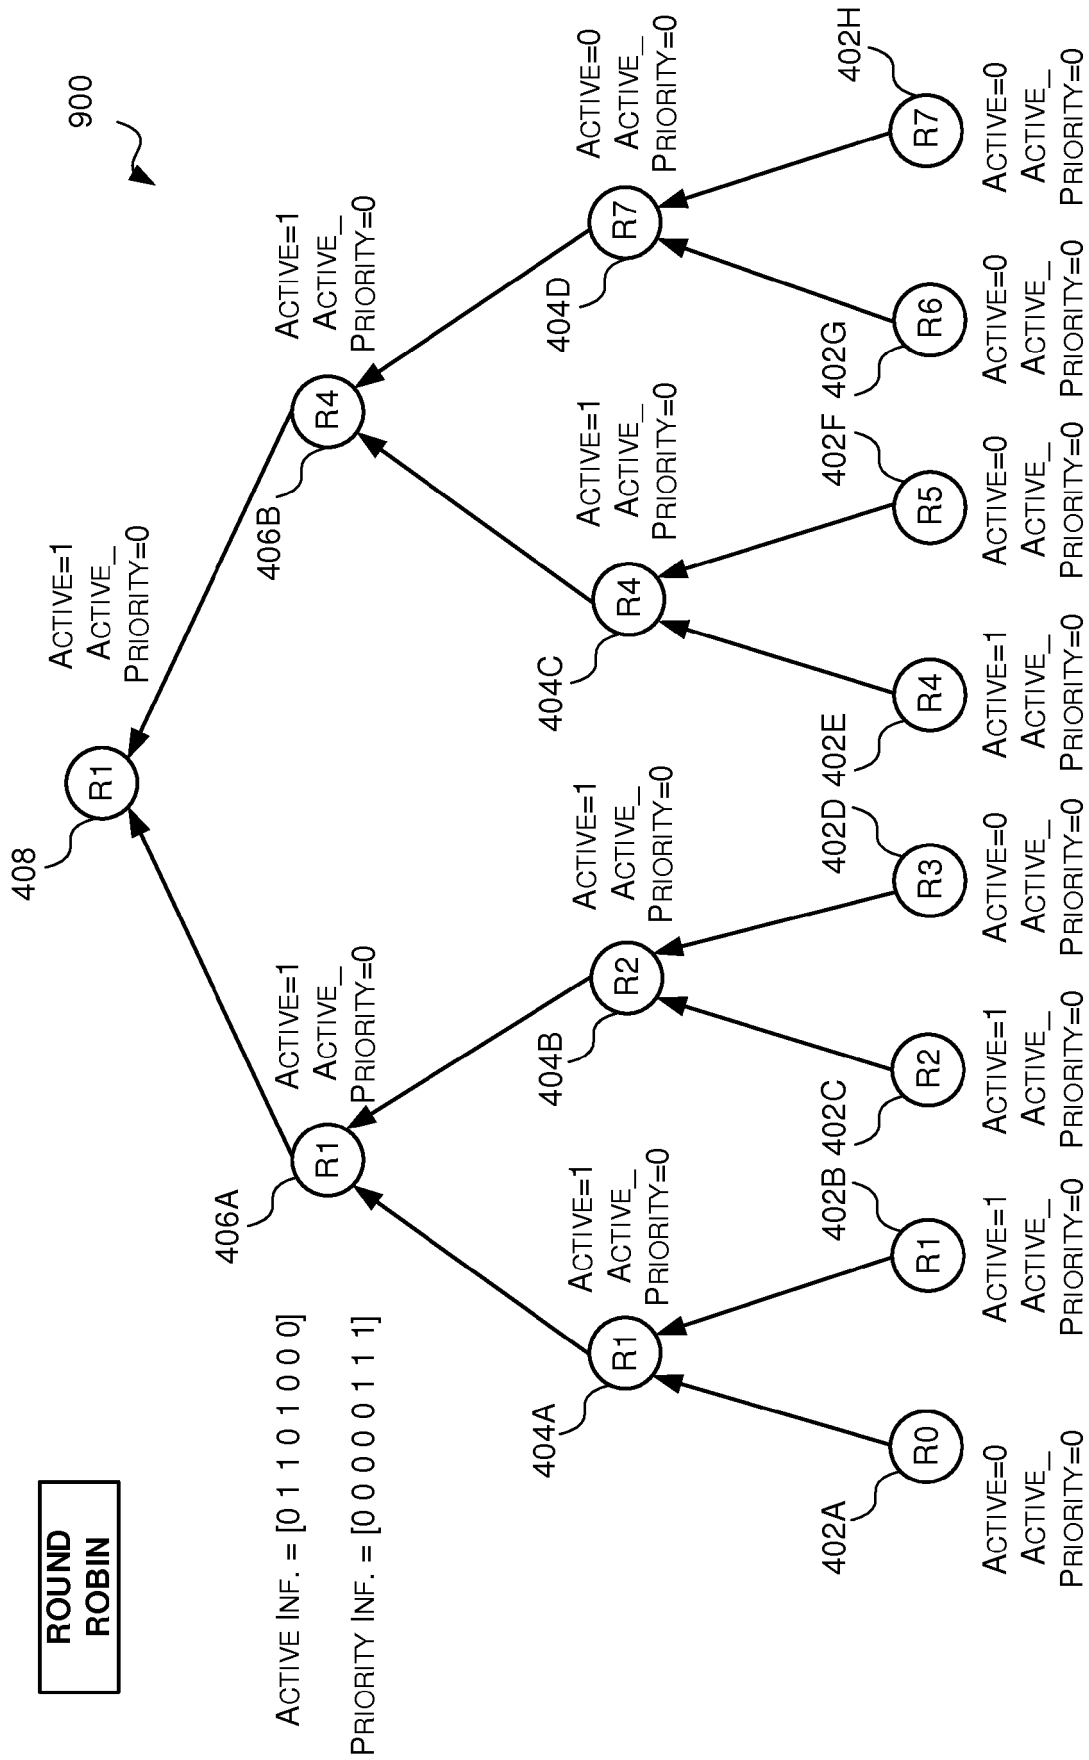 ROUND
ROBIN
900
408
R1
ACTIVE=1
ACTIVE_
PRIORITY=0
ACTIVE INF. = [0 1 1 0 1 0 0 0]
PRIORITY INF. = [0 0 0 0 0 1 1 1]
406A
R1
ACTIVE=1
ACTIVE_
PRIORITY=0
406B
R4
ACTIVE=1
ACTIVE_
PRIORITY=0
404A
R1
ACTIVE=1
ACTIVE_
PRIORITY=0
404B
R2
ACTIVE=1
ACTIVE_
PRIORITY=0
404C
R4
ACTIVE=1
ACTIVE_
PRIORITY=0
404D
R7
ACTIVE=0
ACTIVE_
PRIORITY=0
402A
R0
ACTIVE=0
ACTIVE_
PRIORITY=0
402B
R1
ACTIVE=1
ACTIVE_
PRIORITY=0
402C
R2
ACTIVE=1
ACTIVE_
PRIORITY=0
402D
R3
ACTIVE=0
ACTIVE_
PRIORITY=0
402E
R4
ACTIVE=1
ACTIVE_
PRIORITY=0
402F
R5
ACTIVE=0
ACTIVE_
PRIORITY=0
402G
R6
ACTIVE=0
ACTIVE_
PRIORITY=0
402H
R7
ACTIVE=0
ACTIVE_
PRIORITY=0